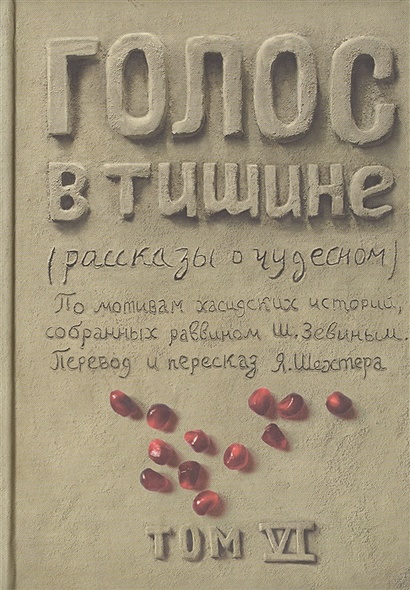 ГОЛОС
В ТИШИНЕ
(рассказы о чудесном)
По мотивам хасидских историй,
собранных раввином Ш. Зевиным.
Перевод и пересказ Я. Шехтера
ТОМ VI